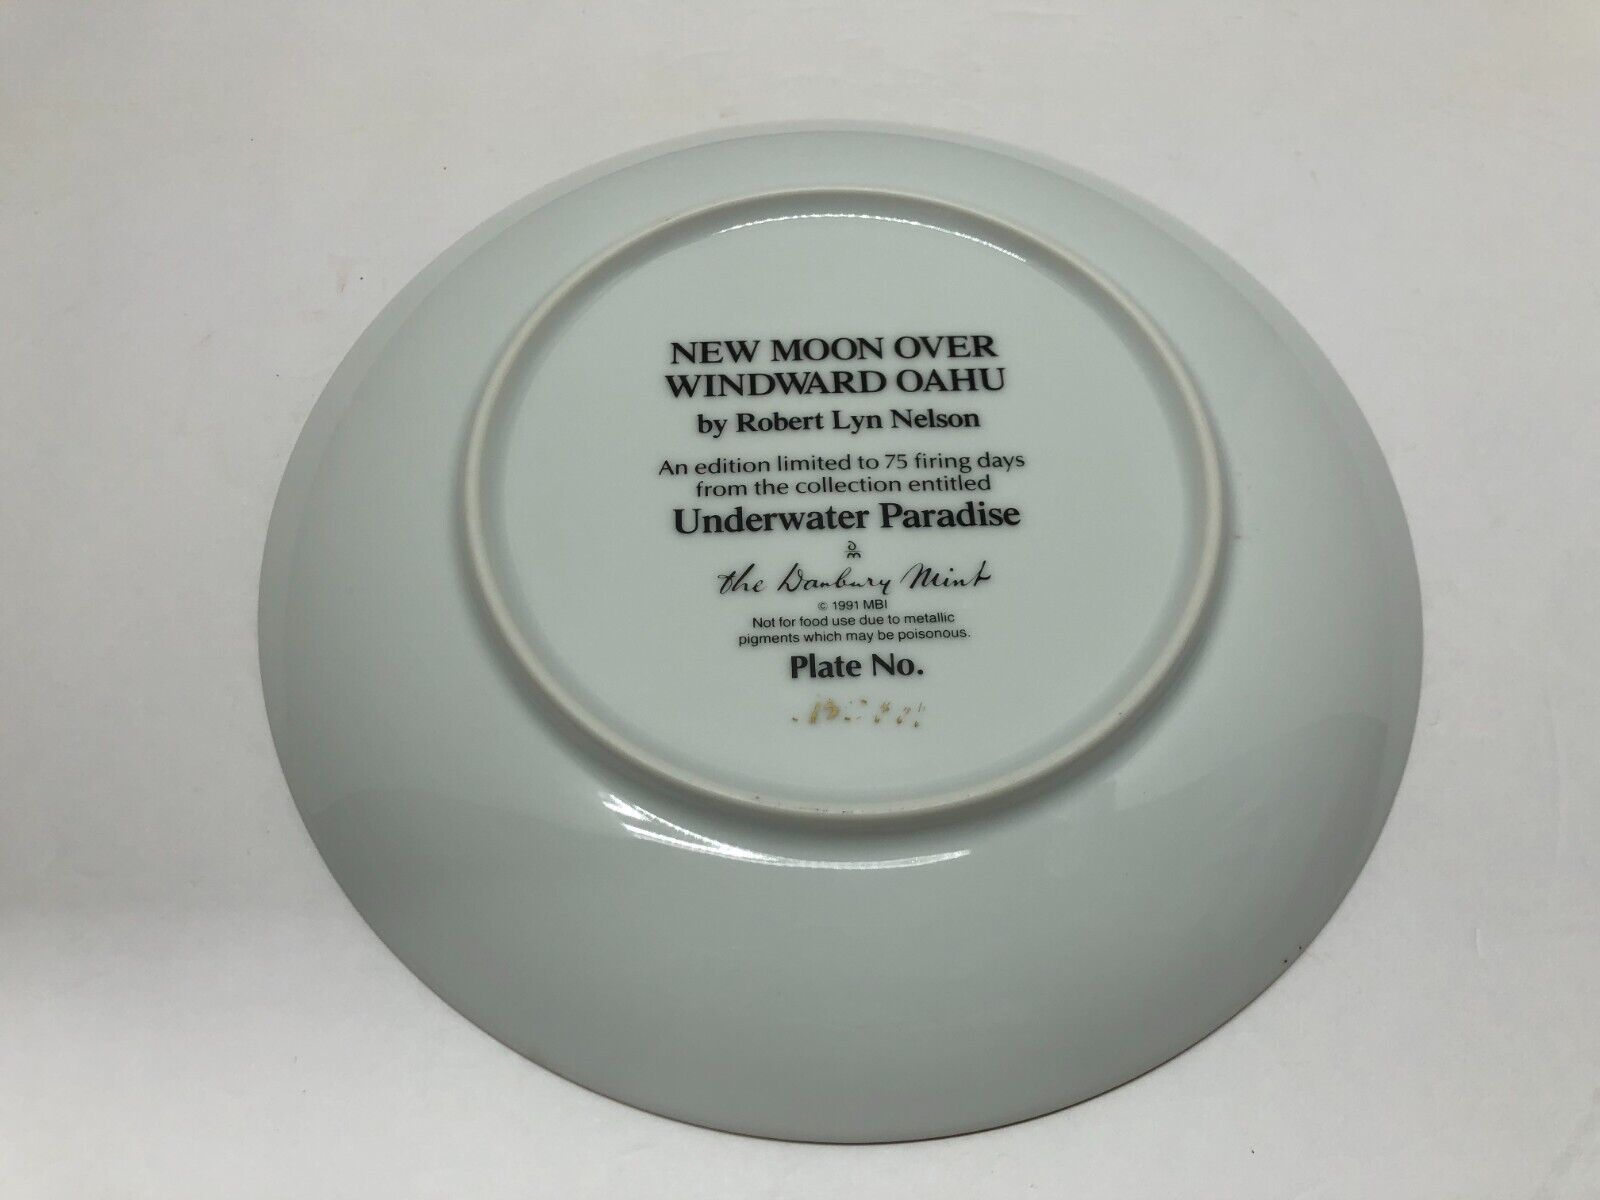 NEW MOON OVER
WINDWARD OAHU
by Robert Lyn Nelson
An edition limited to 75 firing days
from the collection entitled
Underwater Paradise
the Danbury Mint
© 1991 MBI
Not for food use due to metallic
pigments which may be poisonous.
Plate No.